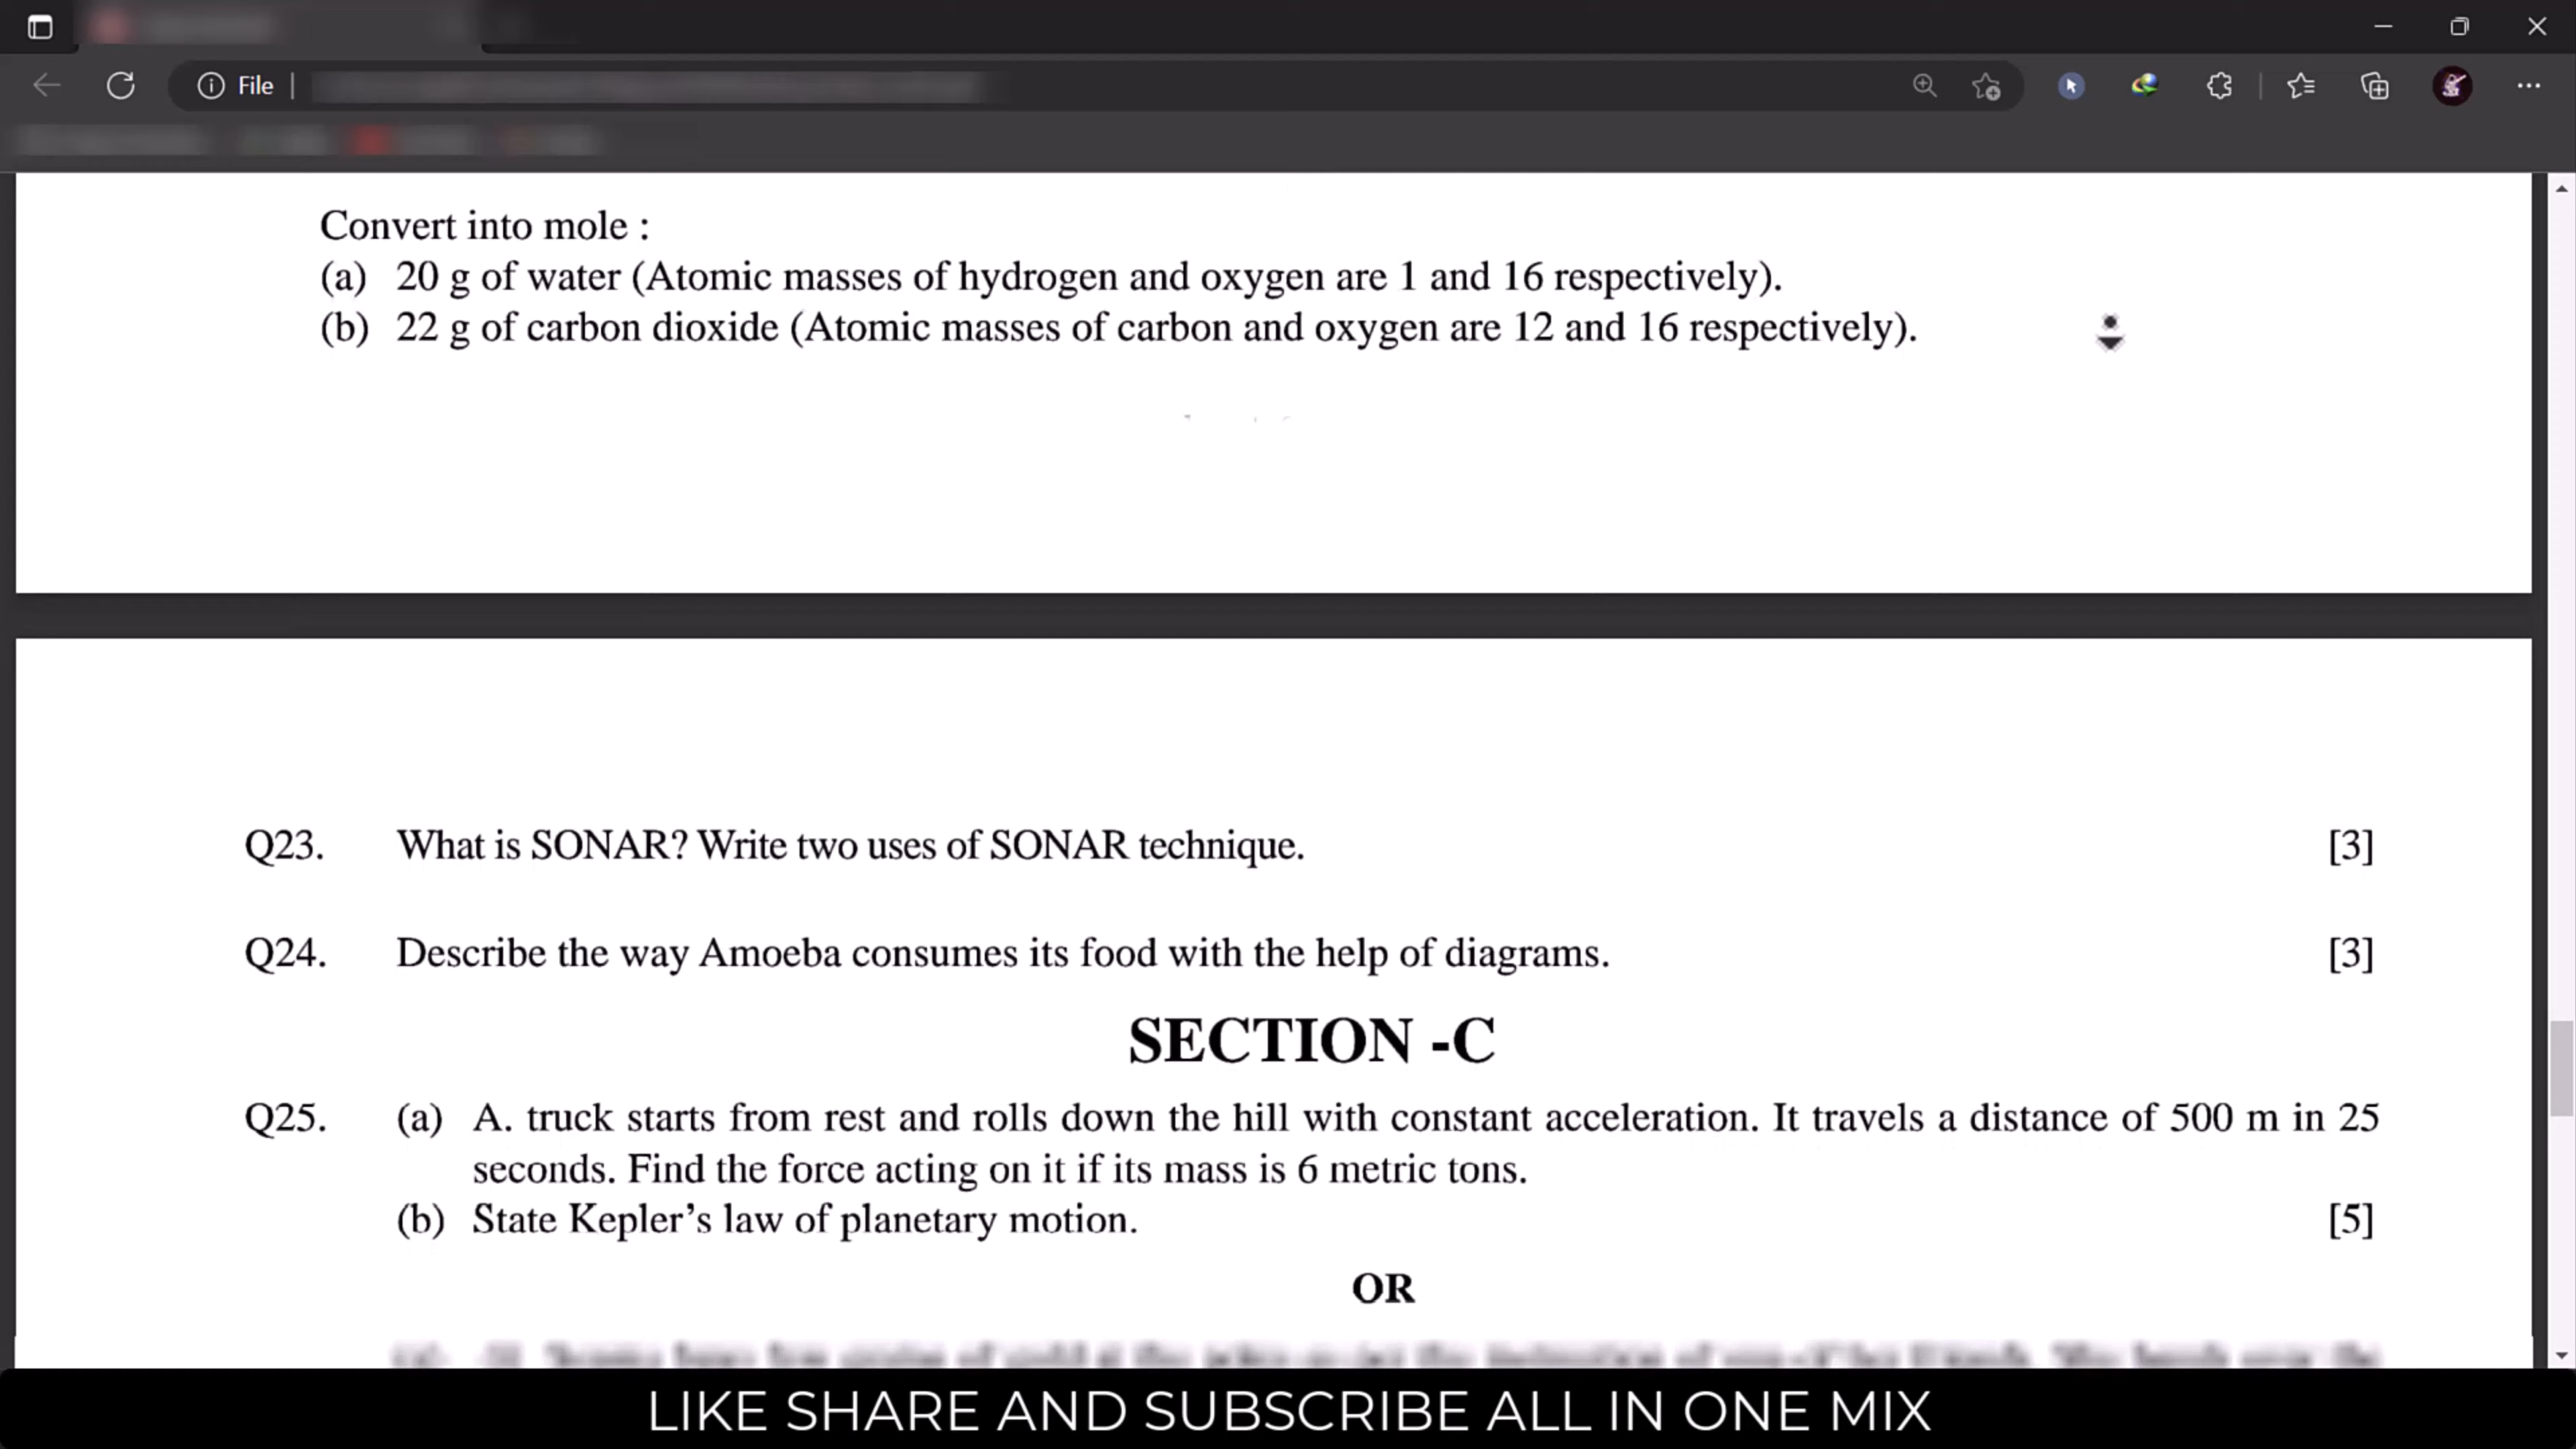 File
Convert into mole :
(a) 20 g of water (Atomic masses of hydrogen and oxygen are 1 and 16 respectively).
(b) 22 g of carbon dioxide (Atomic masses of carbon and oxygen are 12 and 16 respectively).
Q23. What is SONAR? Write two uses of SONAR technique. [3]
Q24. Describe the way Amoeba consumes its food with the help of diagrams. [3]
SECTION -C
Q25. (a) A. truck starts from rest and rolls down the hill with constant acceleration. It travels a distance of 500 m in 25
seconds. Find the force acting on it if its mass is 6 metric tons.
(b) State Kepler’s law of planetary motion. [5]
OR
LIKE SHARE AND SUBSCRIBE ALL IN ONE MIX